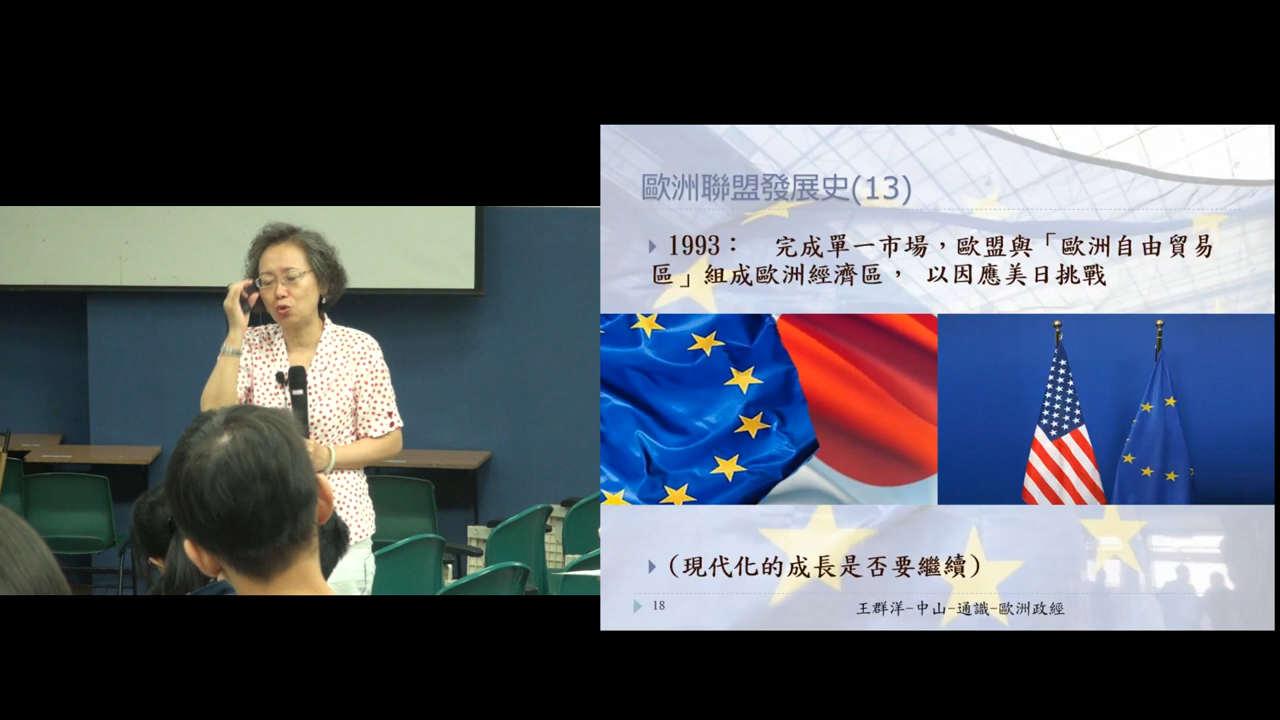 歐洲聯盟發展史(13)
1993： 完成單一市場，歐盟與「歐洲自由貿易
區」組成歐洲經濟區， 以因應美日挑戰
(現代化的成長是否要繼續)
18
王群洋-中山-通識-歐洲政經